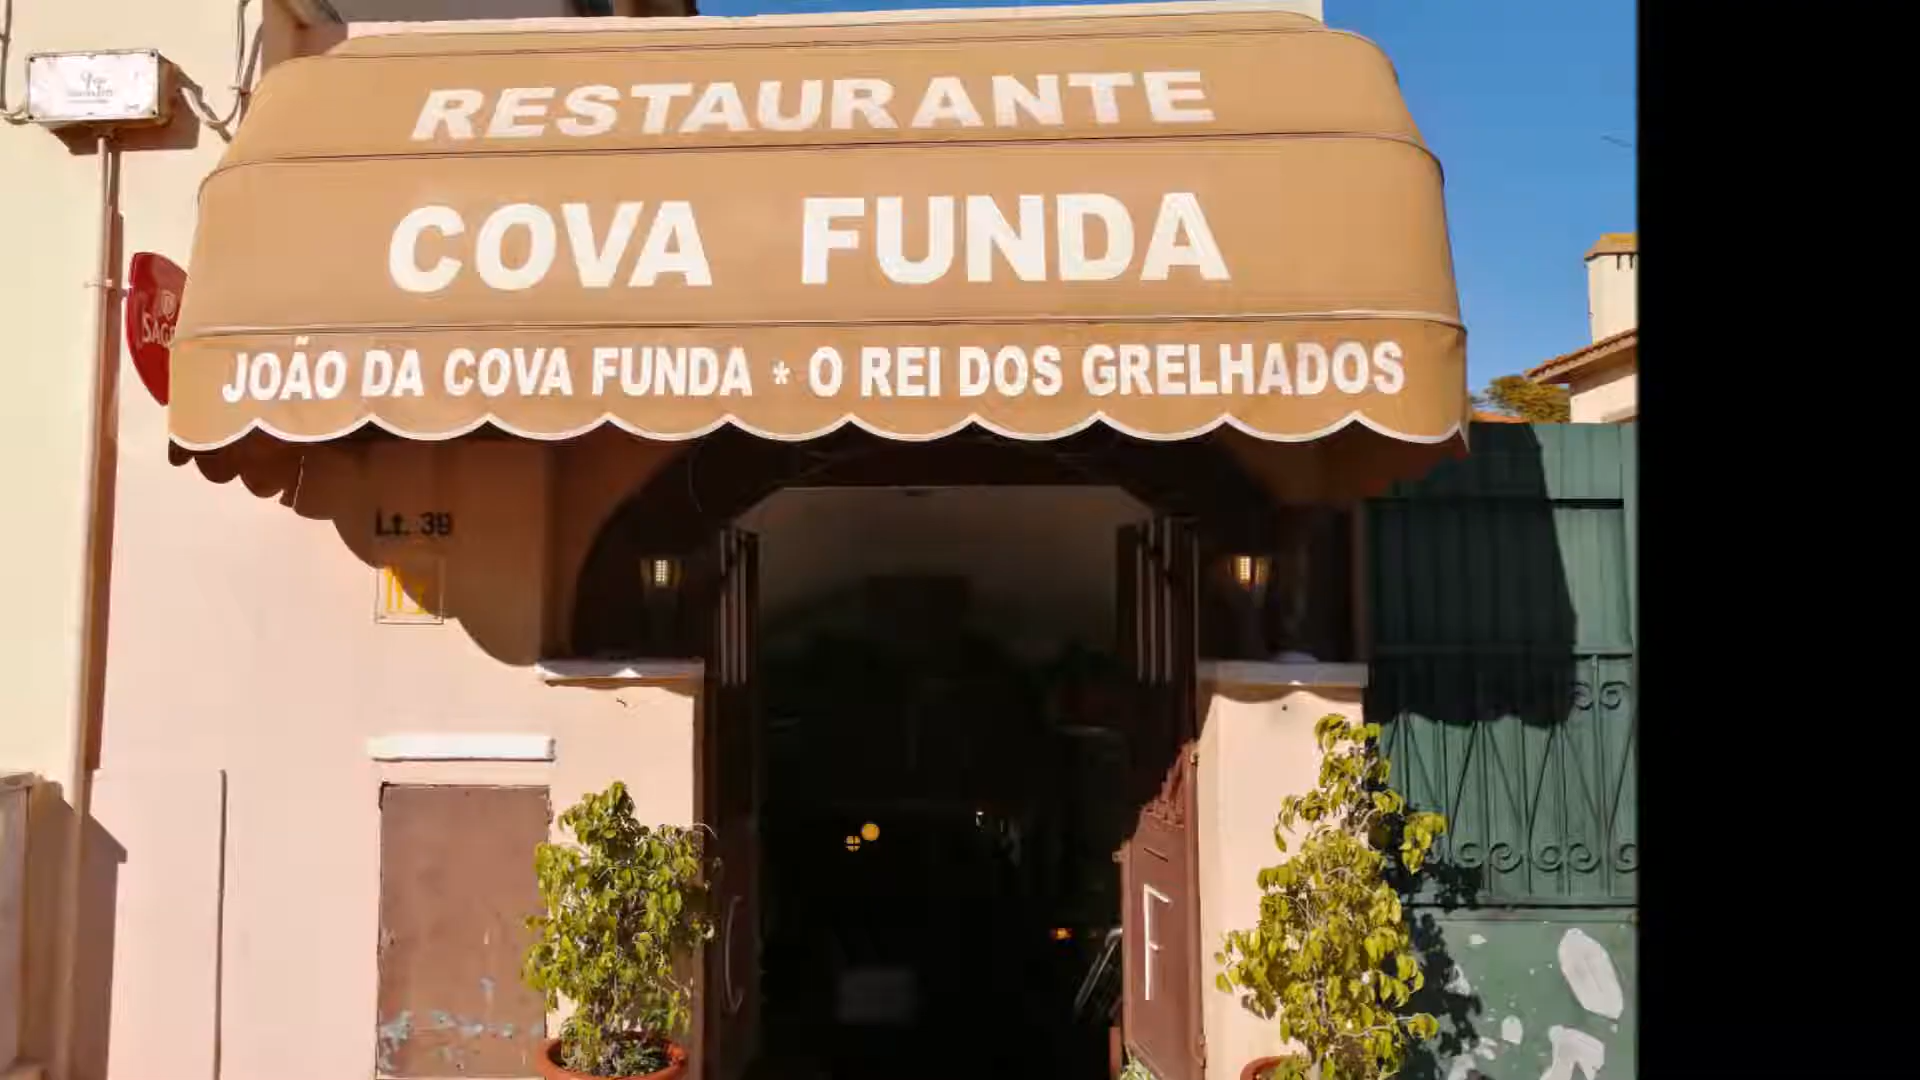 RESTAURANTE
COVA FUNDA
JOÃO DA COVA FUNDA * O REI DOS GRELHADOS
Lt. 39
C
F